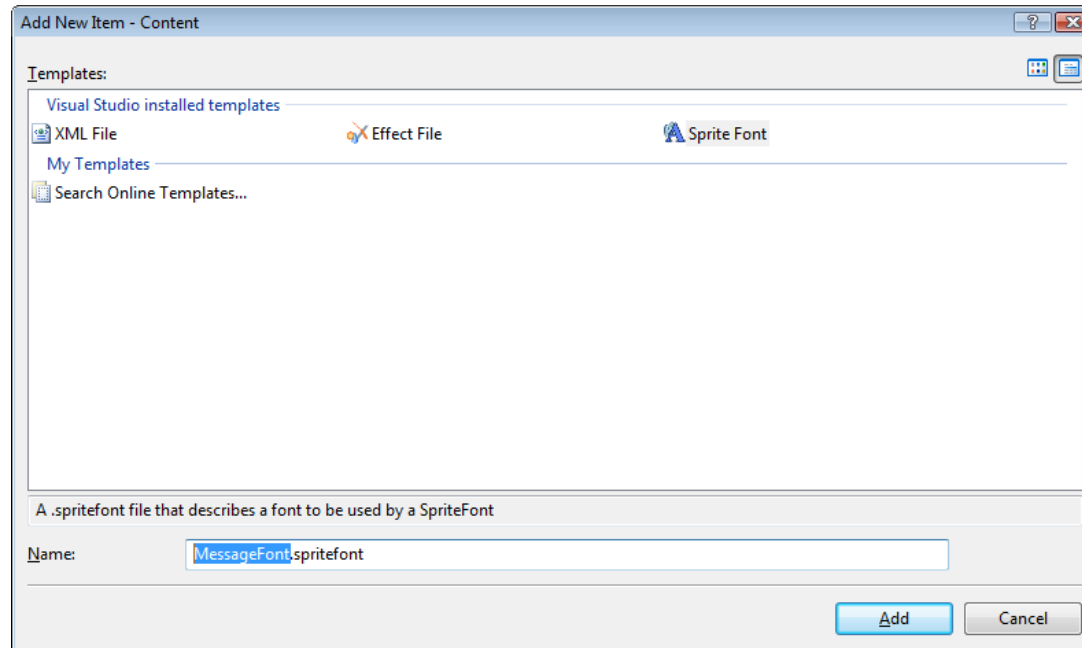 Add New Item - Content
Templates:
Visual Studio installed templates
XML File Effect File Sprite Font
My Templates
Search Online Templates...
A .spritefont file that describes a font to be used by a SpriteFont
Name: MessageFont.spritefont
Add Cancel